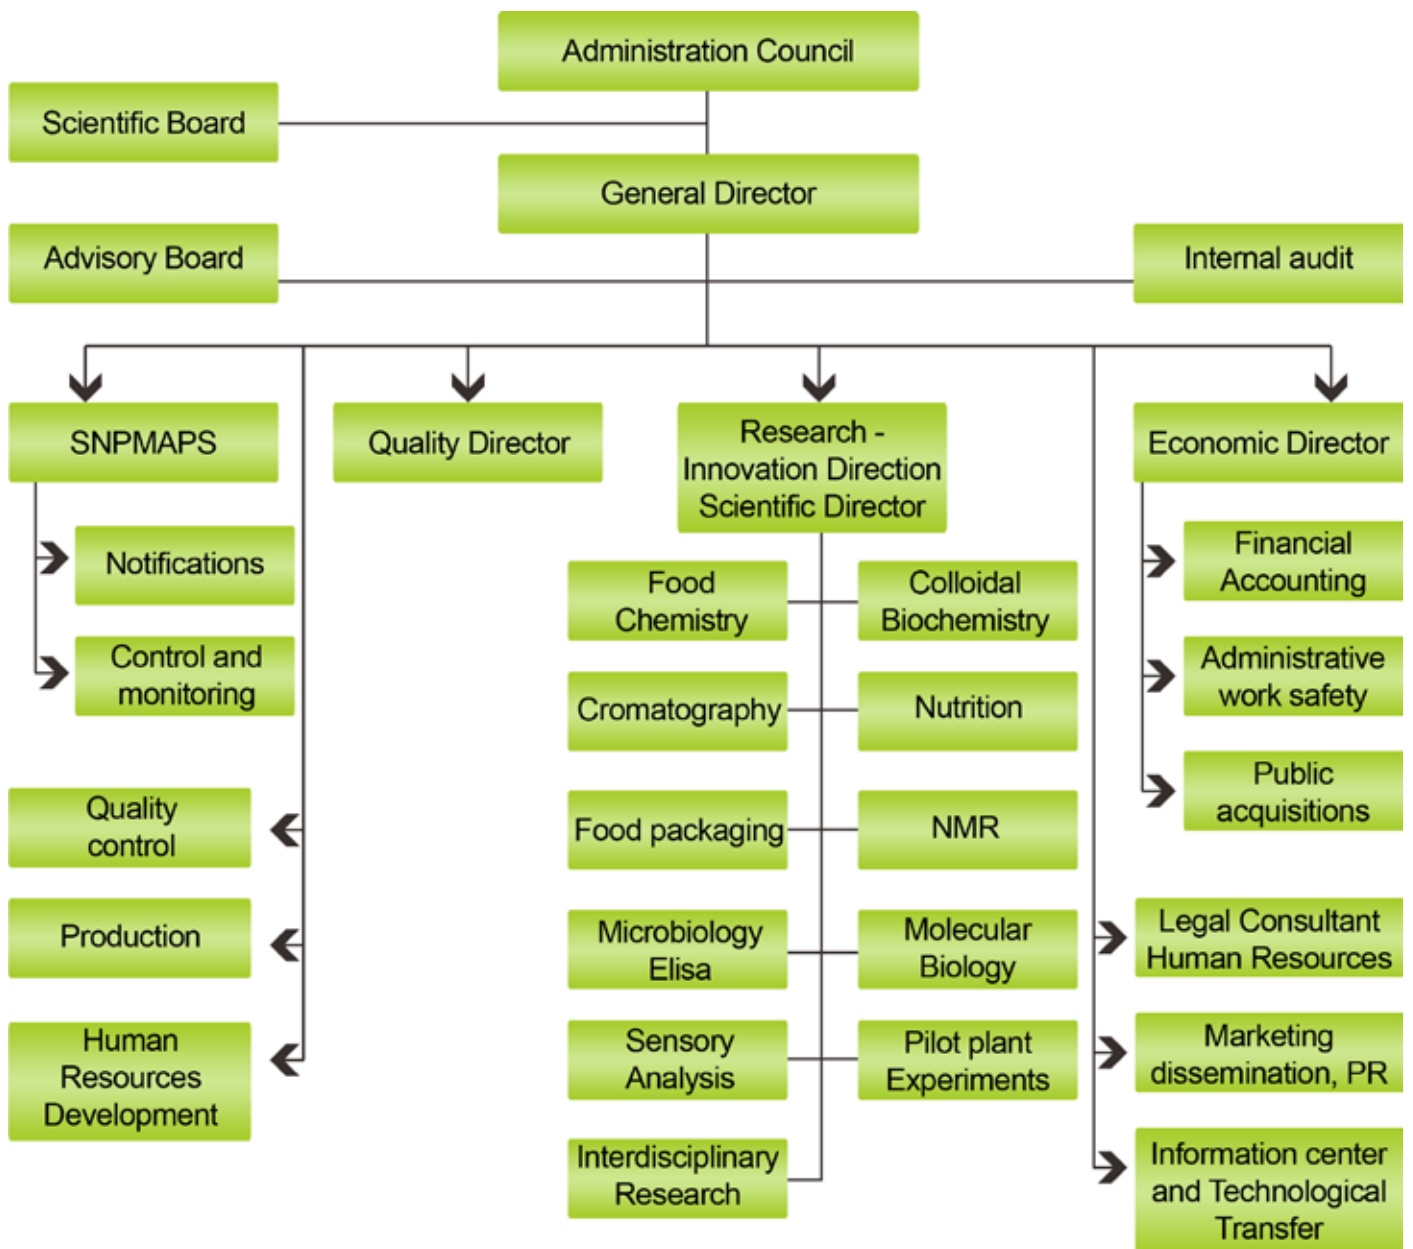 Administration Council
Scientific Board
General Director
Advisory Board
Internal audit
SNPMAPS
Quality Director
Research -
Innovation Direction
Scientific Director
Economic Director
Notifications
Control and
monitoring
Quality
control
Production
Human
Resources
Development
Food
Chemistry
Colloidal
Biochemistry
Cromatography
Nutrition
Food packaging
NMR
Microbiology
Elisa
Molecular
Biology
Sensory
Analysis
Pilot plant
Experiments
Interdisciplinary
Research
Financial
Accounting
Administrative
work safety
Public
acquisitions
Legal Consultant
Human Resources
Marketing
dissemination, PR
Information center
and Technological
Transfer